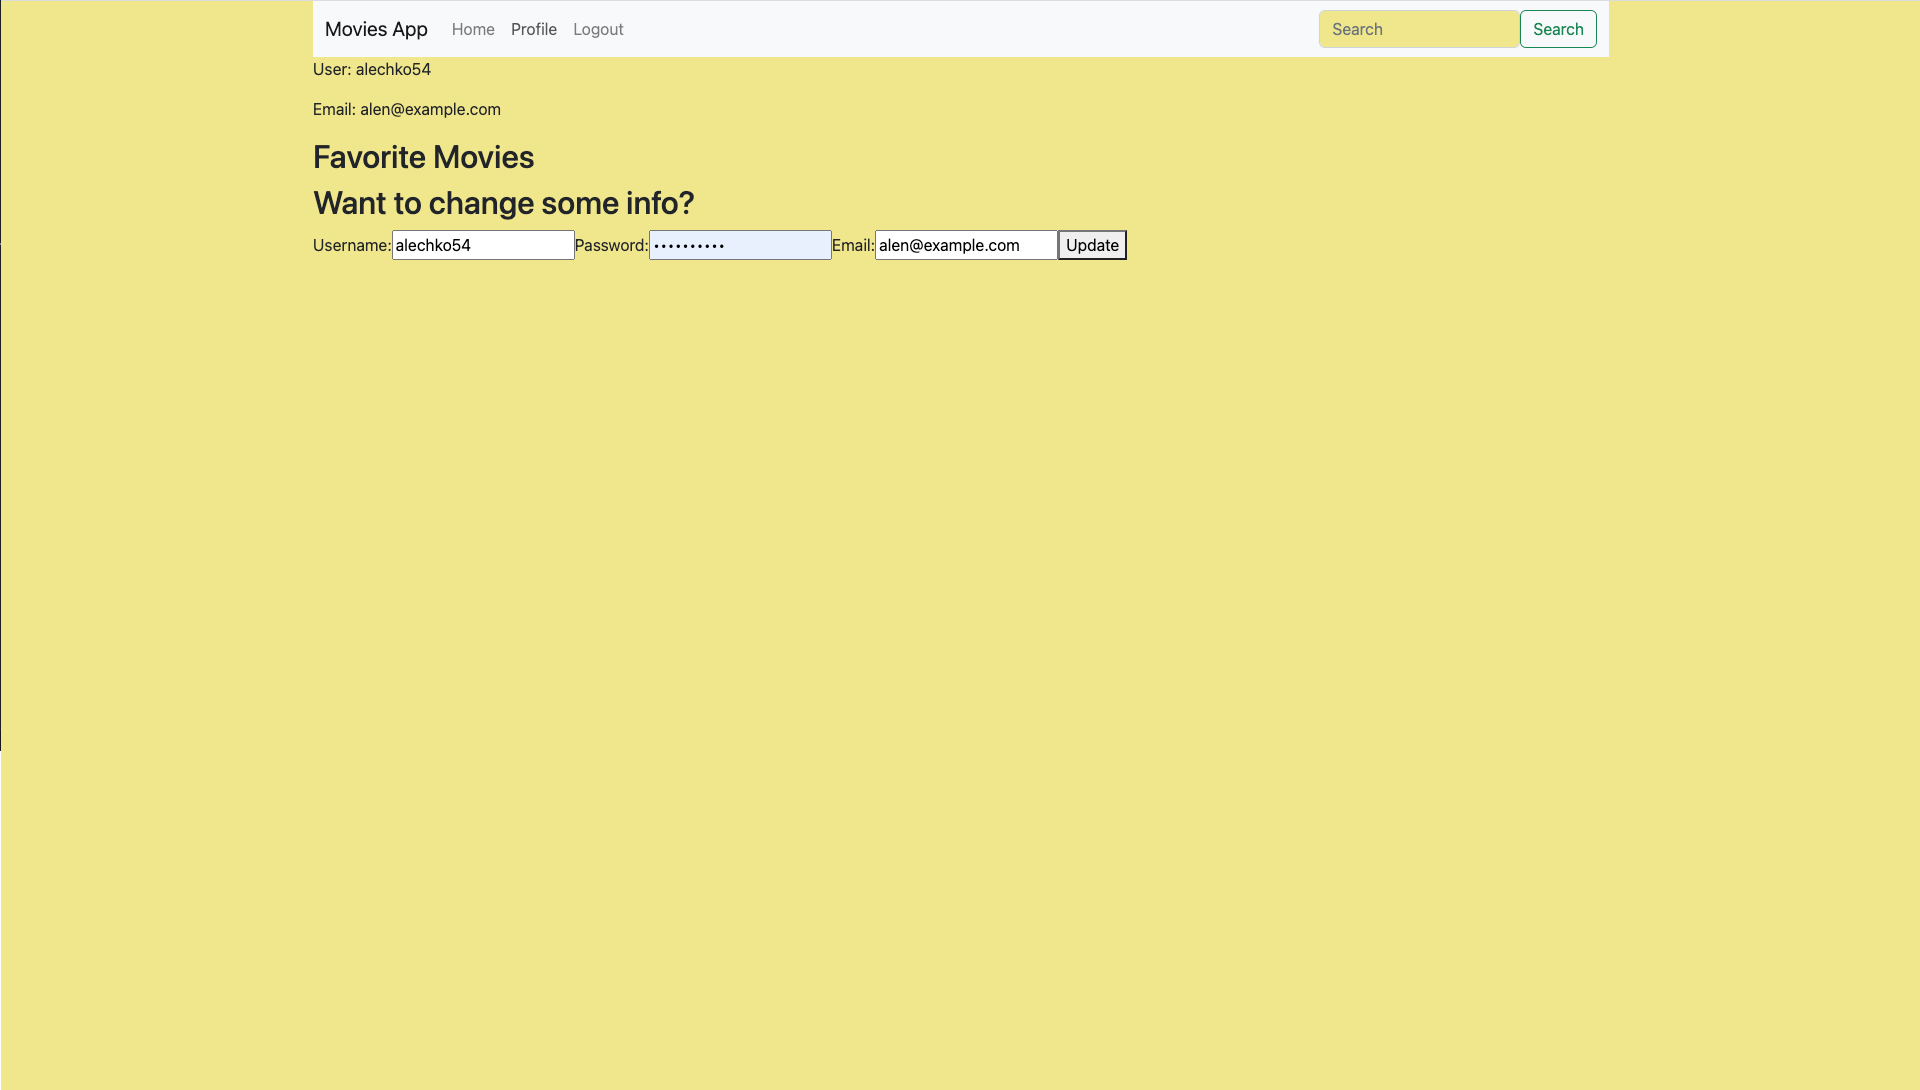 Movies App Home Profile Logout Search Search
User: alechko54
Email: alen@example.com
Favorite Movies
Want to change some info?
Username: alechko54 Password: •••••••••• Email: alen@example.com Update